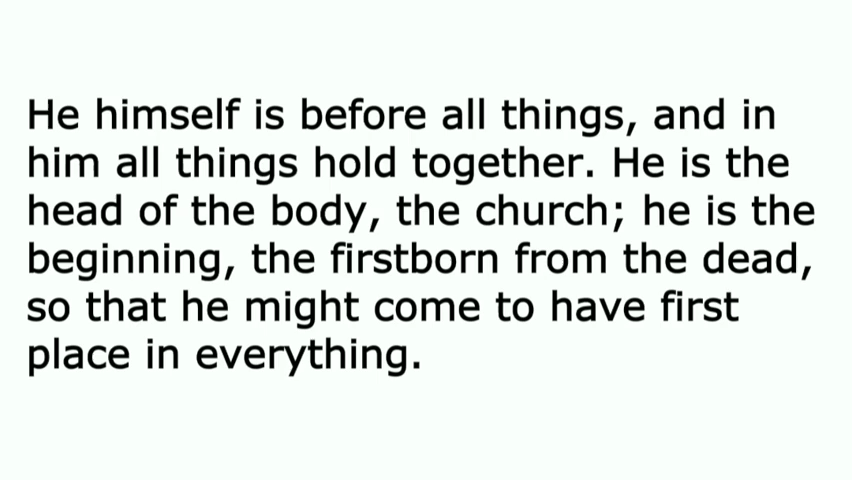 He himself is before all things, and in
him all things hold together. He is the
head of the body, the church; he is the
beginning, the firstborn from the dead,
so that he might come to have first
place in everything.